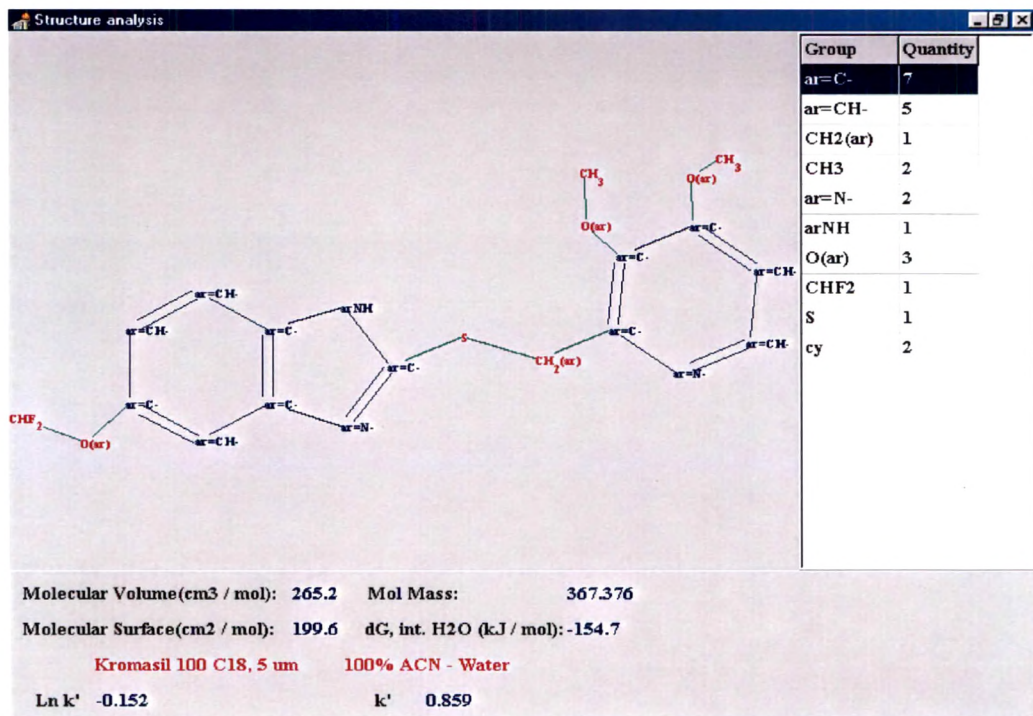 Structure analysis
Group Quantity
ar=C- 7
ar=CH- 5
CH2(ar) 1
CH3 2
ar=N- 2
arNH 1
O(ar) 3
CHF2 1
S 1
cy 2
CH3
CH3
O(ar)
O(ar)
ar=C-
ar=C-
ar=CH-
ar=CH-
arNH
ar=CH-
ar=C-
ar=C-
S
ar=CH-
CH2(ar)
ar=C-
ar=N-
ar=C-
ar=C-
CHF2
ar=N-
O(ar)
ar=CH-
Molecular Volume(cm3 / mol): 265.2 Mol Mass: 367.376
Molecular Surface(cm2 / mol): 199.6 dG, int. H2O (kJ / mol): -154.7
Kromasil 100 C18, 5 um 100% ACN - Water
Ln k' -0.152 k' 0.859